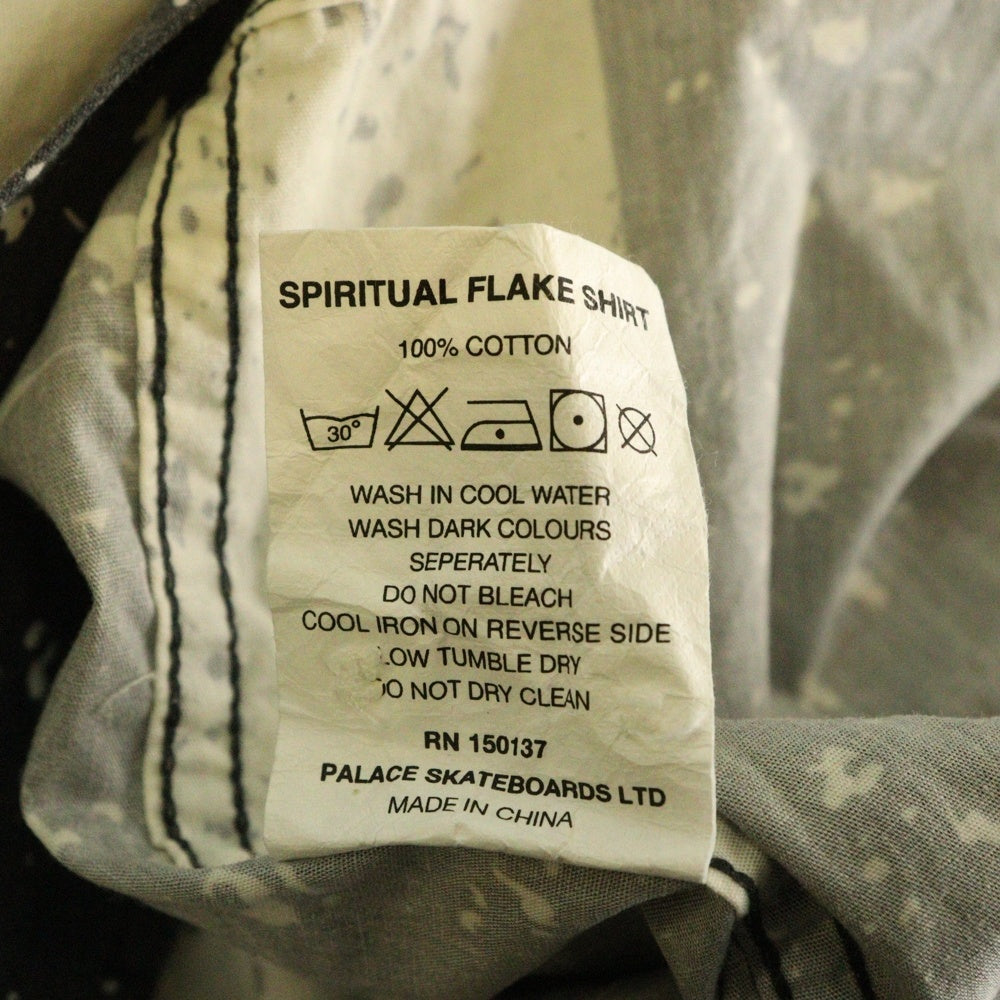 SPIRITUAL FLAKE SHIRT
100% COTTON
30°
WASH IN COOL WATER
WASH DARK COLOURS
SEPERATELY
DO NOT BLEACH
COOL IRON ON REVERSE SIDE
LOW TUMBLE DRY
DO NOT DRY CLEAN
RN 150137
PALACE SKATEBOARDS LTD
MADE IN CHINA